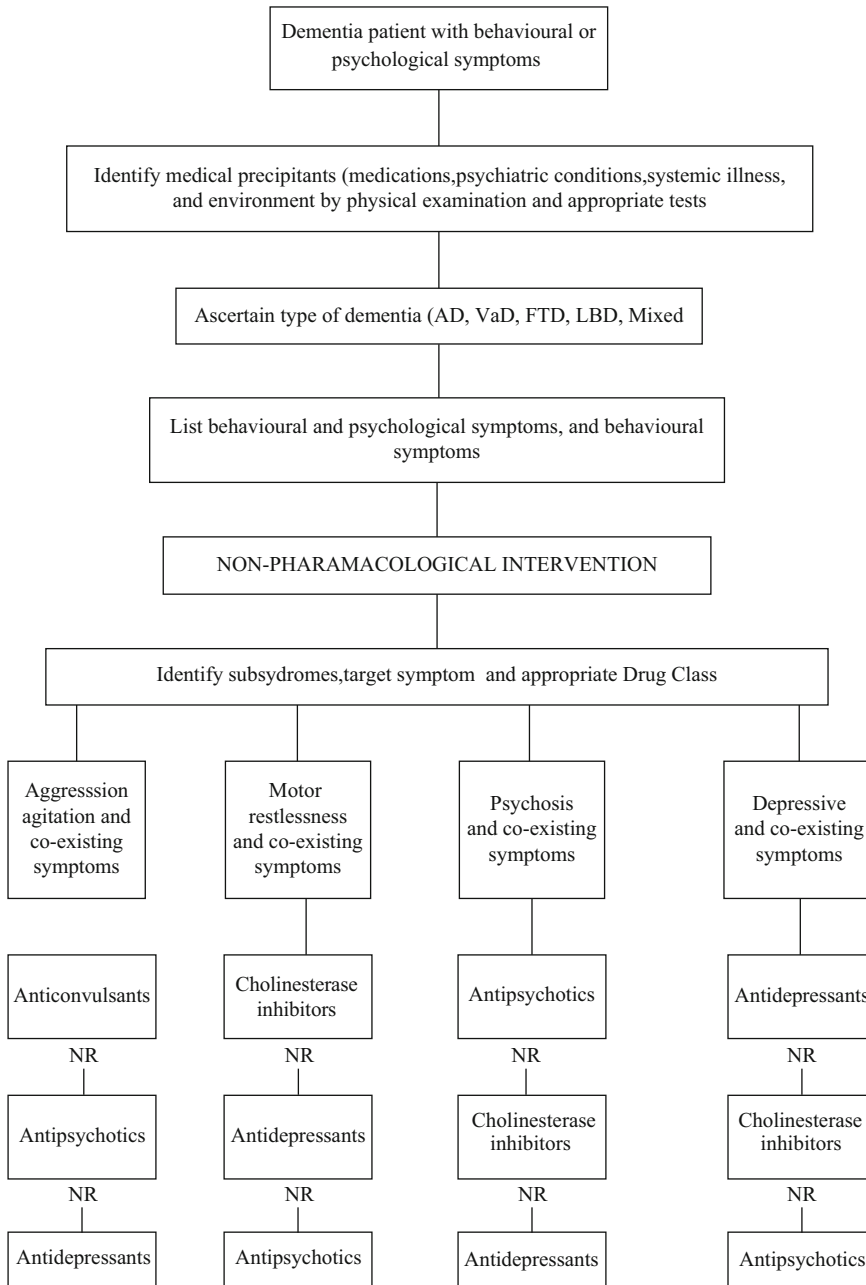 Dementia patient with behavioural or
psychological symptoms
Identify medical precipitants (medications,psychiatric conditions,systemic illness,
and environment by physical examination and appropriate tests
Ascertain type of dementia (AD, VaD, FTD, LBD, Mixed
List behavioural and psychological symptoms, and behavioural
symptoms
NON-PHARAMACOLOGICAL INTERVENTION
Identify subsydromes,target symptom and appropriate Drug Class
Aggresssion
agitation and
co-existing
symptoms
Motor
restlessness
and co-existing
symptoms
Psychosis
and co-existing
symptoms
Depressive
and co-existing
symptoms
Anticonvulsants
Cholinesterase
inhibitors
Antipsychotics
Antidepressants
NR
NR
NR
NR
Antipsychotics
Antidepressants
Cholinesterase
inhibitors
Cholinesterase
inhibitors
NR
NR
NR
NR
Antidepressants
Antipsychotics
Antidepressants
Antipsychotics